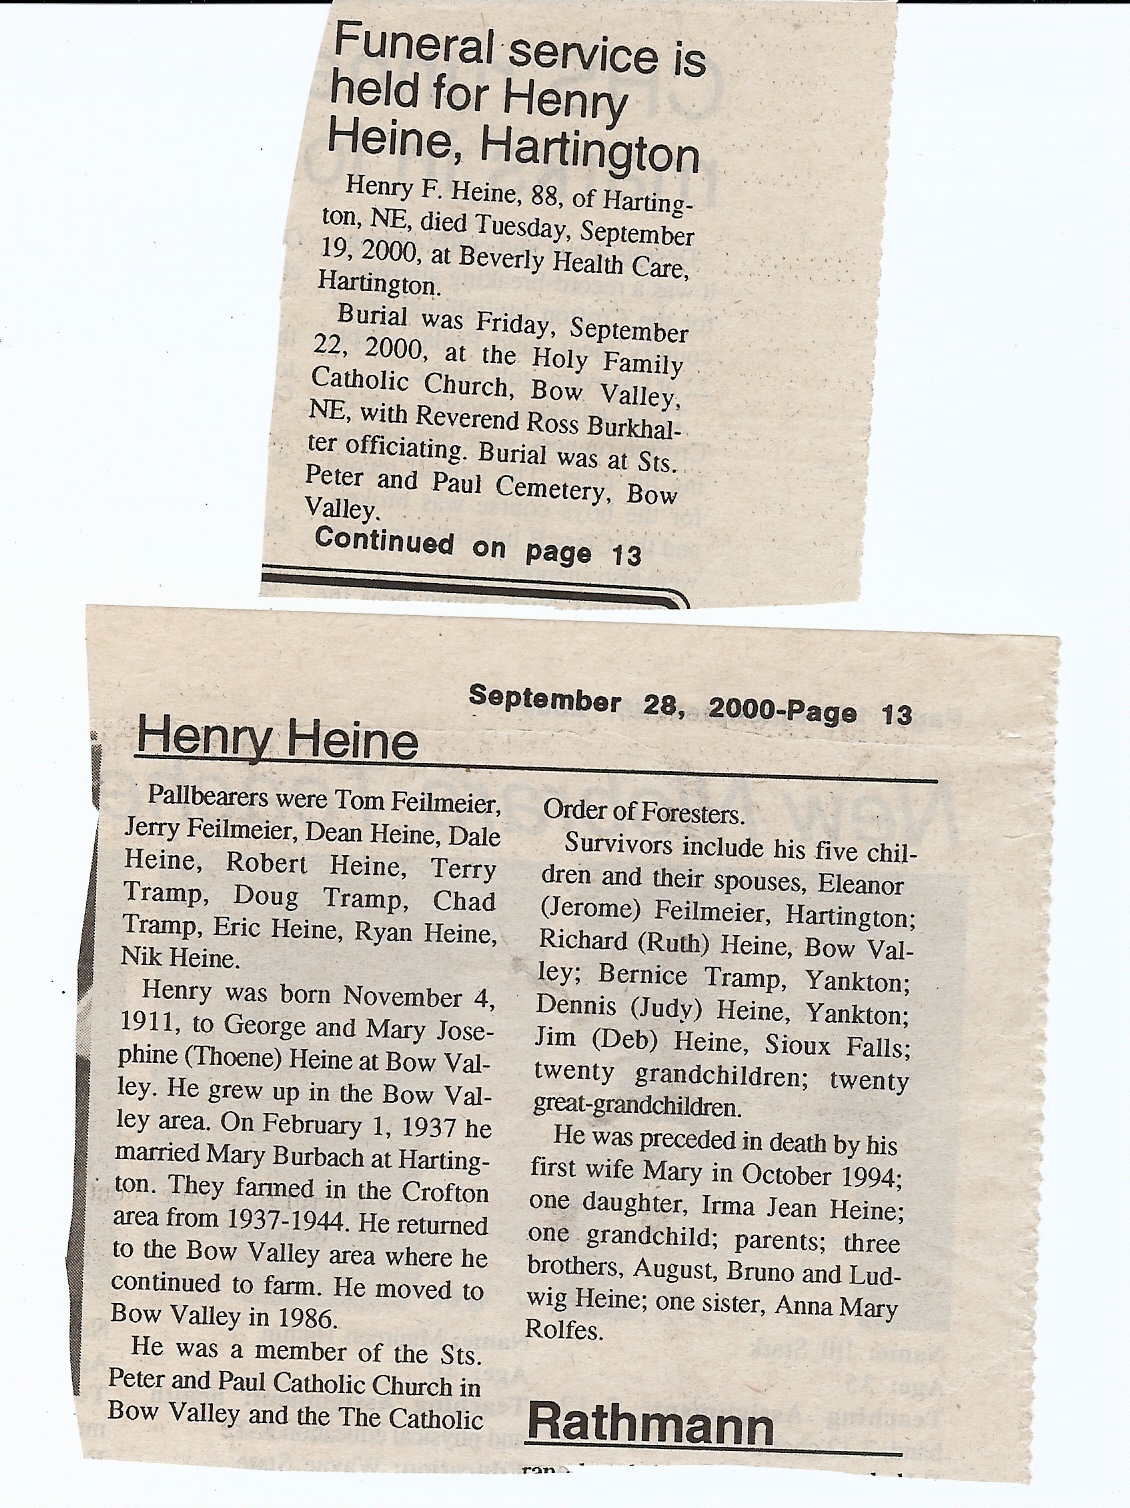 Funeral service is
held for Henry
Heine, Hartington
Henry F. Heine, 88, of Harting-
ton, NE, died Tuesday, September
19, 2000, at Beverly Health Care,
Hartington.
Burial was Friday, September
22, 2000, at the Holy Family
Catholic Church, Bow Valley,
NE, with Reverend Ross Burkhal-
ter officiating. Burial was at Sts.
Peter and Paul Cemetery, Bow
Valley.
Continued on page 13
September 28, 2000-Page 13
Henry Heine
Pallbearers were Tom Feilmeier,
Jerry Feilmeier, Dean Heine, Dale
Heine, Robert Heine, Terry
Tramp, Doug Tramp, Chad
Tramp, Eric Heine, Ryan Heine,
Nik Heine.
Henry was born November 4,
1911, to George and Mary Jose-
phine (Thoene) Heine at Bow Val-
ley. He grew up in the Bow Val-
ley area. On February 1, 1937 he
married Mary Burbach at Harting-
ton. They farmed in the Crofton
area from 1937-1944. He returned
to the Bow Valley area where he
continued to farm. He moved to
Bow Valley in 1986.
He was a member of the Sts.
Peter and Paul Catholic Church in
Bow Valley and the The Catholic
Order of Foresters.
Survivors include his five chil-
dren and their spouses, Eleanor
(Jerome) Feilmeier, Hartington;
Richard (Ruth) Heine, Bow Val-
ley; Bernice Tramp, Yankton;
Dennis (Judy) Heine, Yankton;
Jim (Deb) Heine, Sioux Falls;
twenty grandchildren; twenty
great-grandchildren.
He was preceded in death by his
first wife Mary in October 1994;
one daughter, Irma Jean Heine;
one grandchild; parents; three
brothers, August, Bruno and Lud-
wig Heine; one sister, Anna Mary
Rolfes.
Rathmann